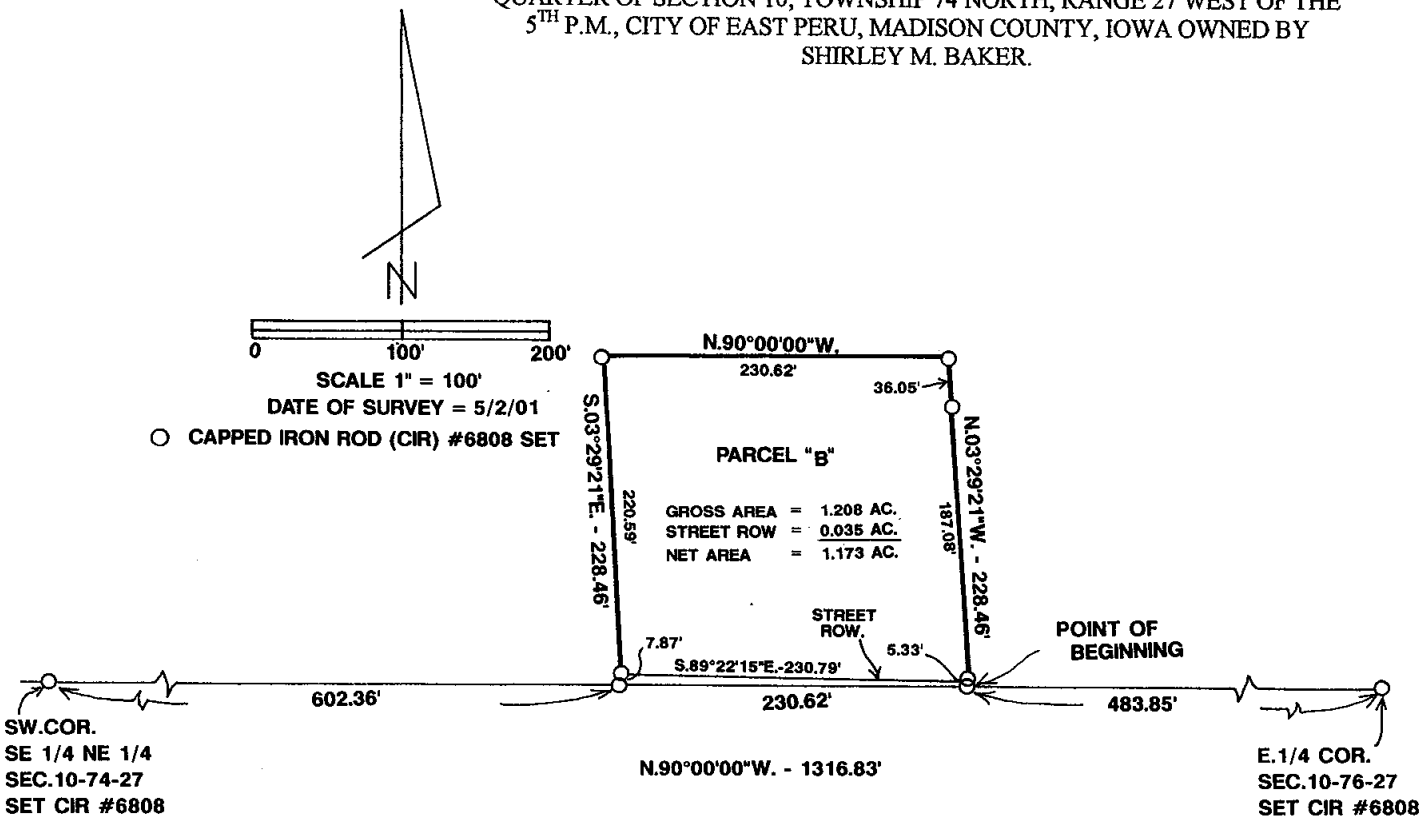 QUARTER OF SECTION 10, TOWNSHIP 74 NORTH, RANGE 27 WEST OF THE
5TH P.M., CITY OF EAST PERU, MADISON COUNTY, IOWA OWNED BY
SHIRLEY M. BAKER.
N
0 100' 200'
SCALE 1" = 100'
DATE OF SURVEY = 5/2/01
CAPPED IRON ROD (CIR) #6808 SET
N.90°00'00"W.
230.62'
36.05'
S.03°29'21"E. - 228.46'
220.59'
PARCEL "B"
GROSS AREA = 1.208 AC.
STREET ROW = 0.035 AC.
NET AREA = 1.173 AC.
187.08'
N.03°29'21"W. - 228.46'
STREET
ROW.
7.87'
5.33'
S.89°22'15"E.-230.79'
POINT OF
BEGINNING
602.36'
230.62'
483.85'
SW.COR.
SE 1/4 NE 1/4
SEC.10-74-27
SET CIR #6808
N.90°00'00"W. - 1316.83'
E.1/4 COR.
SEC.10-76-27
SET CIR #6808